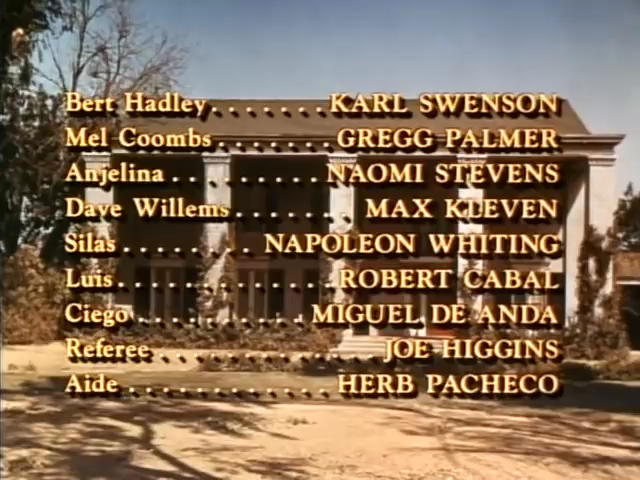 Bert Hadley.......KARL SWENSON
Mel Coombs.......GREGG PALMER
Anjelina.........NAOMI STEVENS
Dave Willems.......MAX KLEVEN
Silas........NAPOLEON WHITING
Luis.............ROBERT CABAL
Ciego...........MIGUEL DE ANDA
Referee.............JOE HIGGINS
Aide............HERB PACHECO